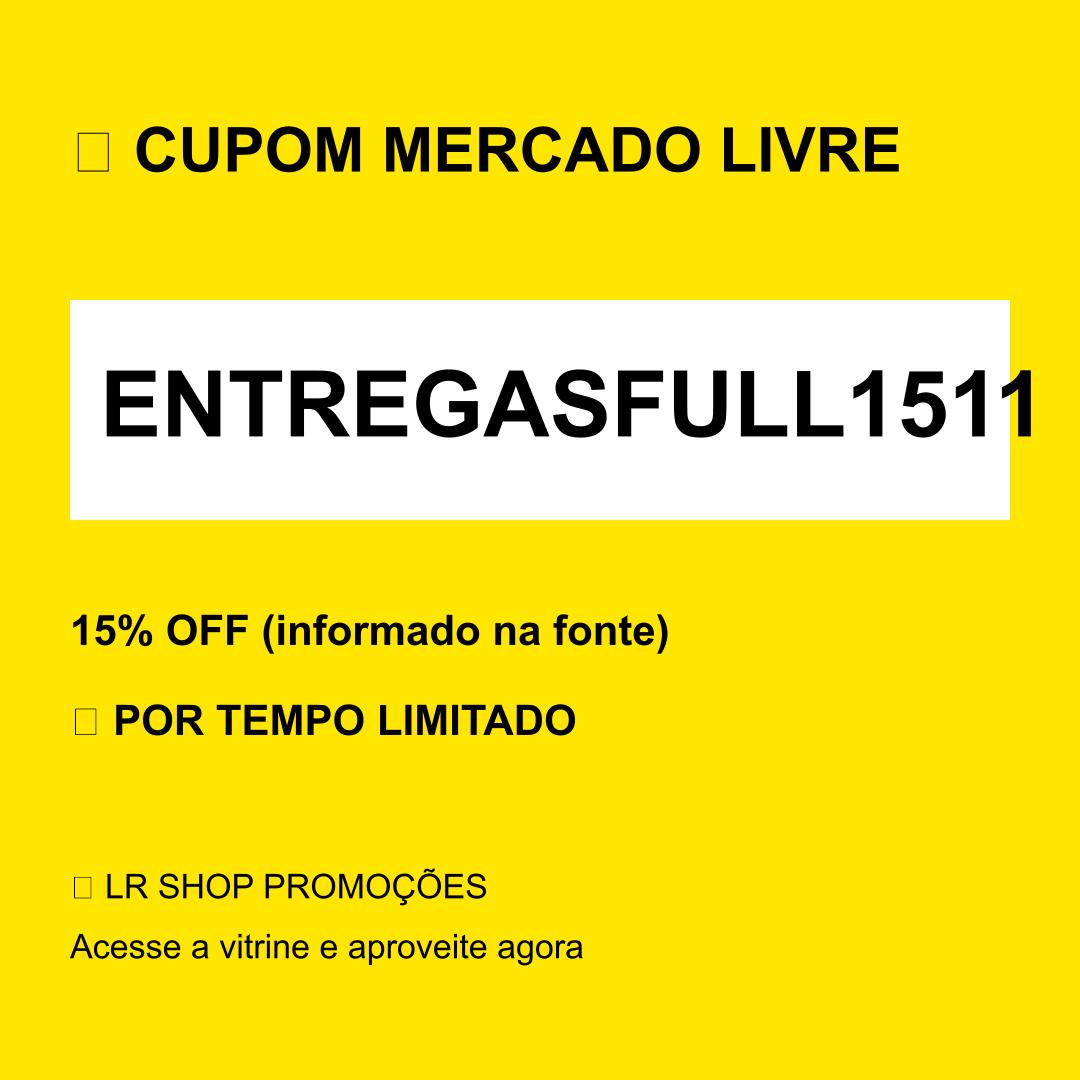 CUPOM MERCADO LIVRE
ENTREGASFULL1511
15% OFF (informado na fonte)
POR TEMPO LIMITADO
LR SHOP PROMOÇÕES
Acesse a vitrine e aproveite agora